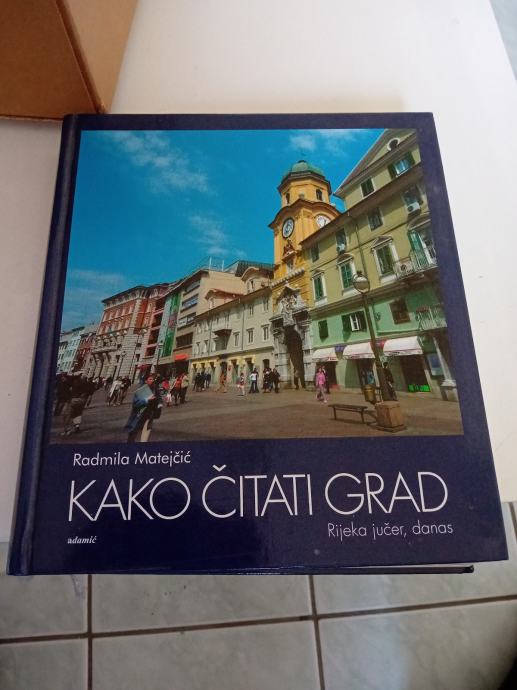 Radmila Matejčić
KAKO ČITATI GRAD
Rijeka jučer, danas
adamić